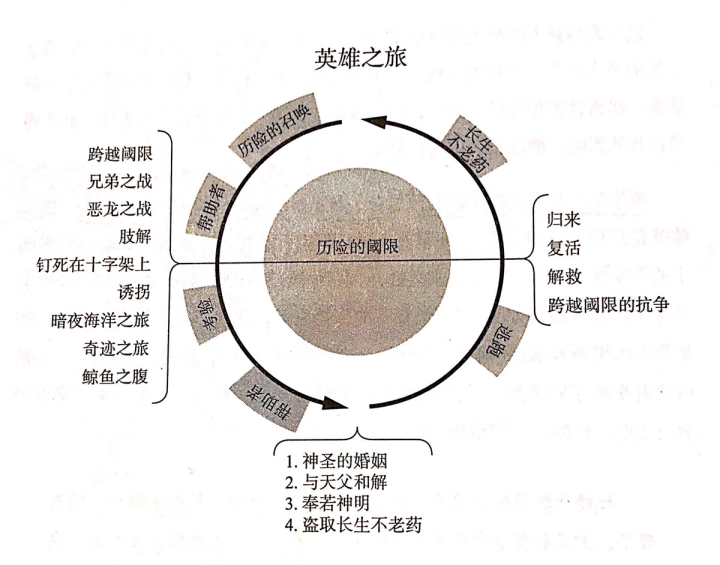 英雄之旅
历险的召唤
长生
不老药
跨越阈限
兄弟之战
恶龙之战
肢解
钉死在十字架上
诱拐
暗夜海洋之旅
奇迹之旅
鲸鱼之腹
帮助者
历险的阈限
归来
复活
解救
跨越阈限的抗争
考验
逃跑
帮助者
1. 神圣的婚姻
2. 与天父和解
3. 奉若神明
4. 盗取长生不老药